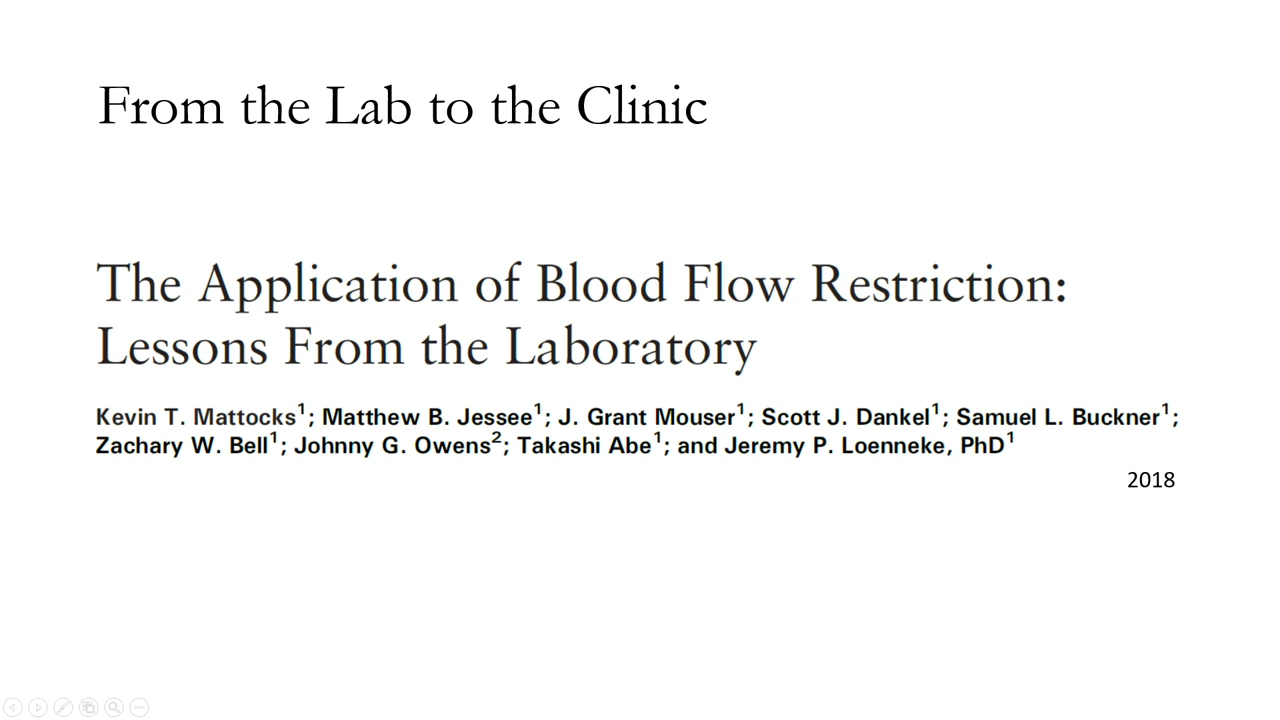 From the Lab to the Clinic
The Application of Blood Flow Restriction:
Lessons From the Laboratory
Kevin T. Mattocks¹; Matthew B. Jessee¹; J. Grant Mouser¹; Scott J. Dankel¹; Samuel L. Buckner¹;
Zachary W. Bell¹; Johnny G. Owens²; Takashi Abe¹; and Jeremy P. Loenneke, PhD¹
2018